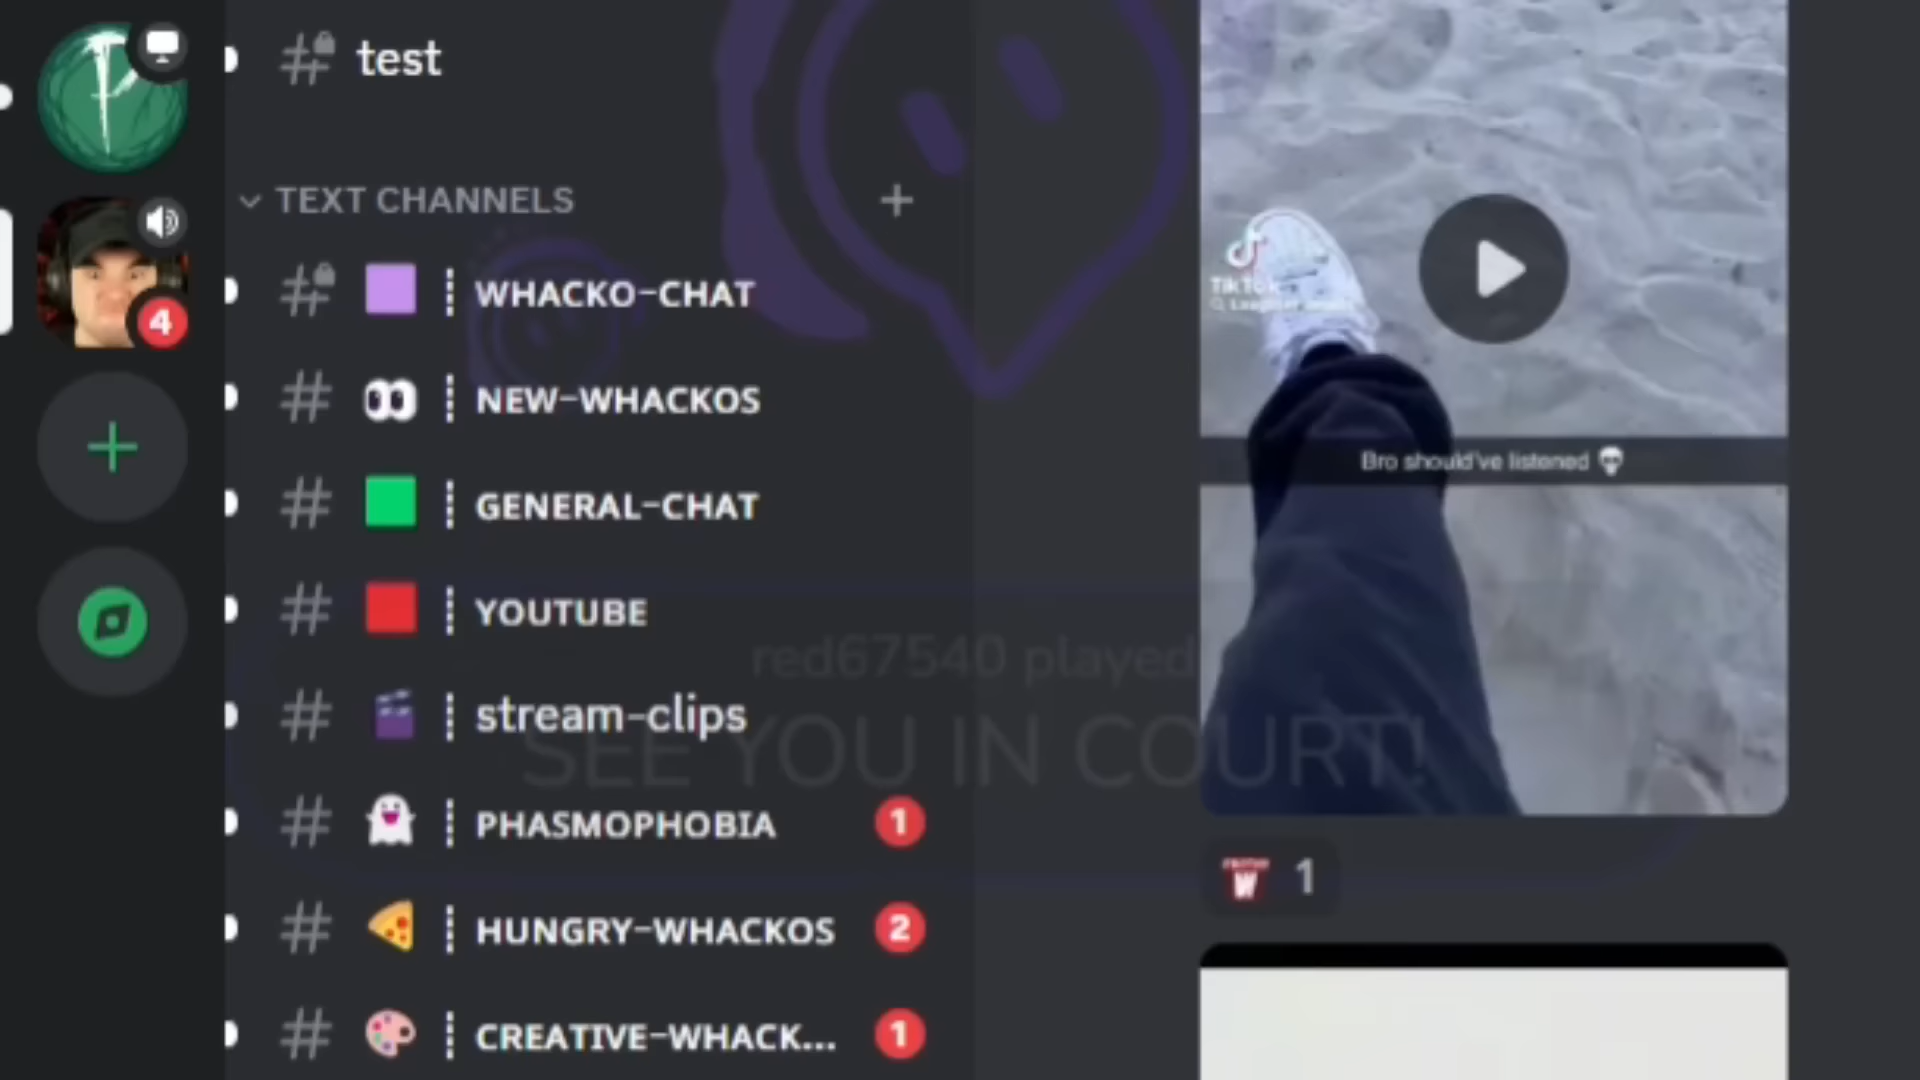 test
TEXT CHANNELS
WHACKO-CHAT
NEW-WHACKOS
GENERAL-CHAT
YOUTUBE
stream-clips
PHASMOPHOBIA 1
HUNGRY-WHACKOS 2
CREATIVE-WHACK... 1
4
TikTok
Bro should've listened 💀
red67540 played
SEE YOU IN COURT!
W 1